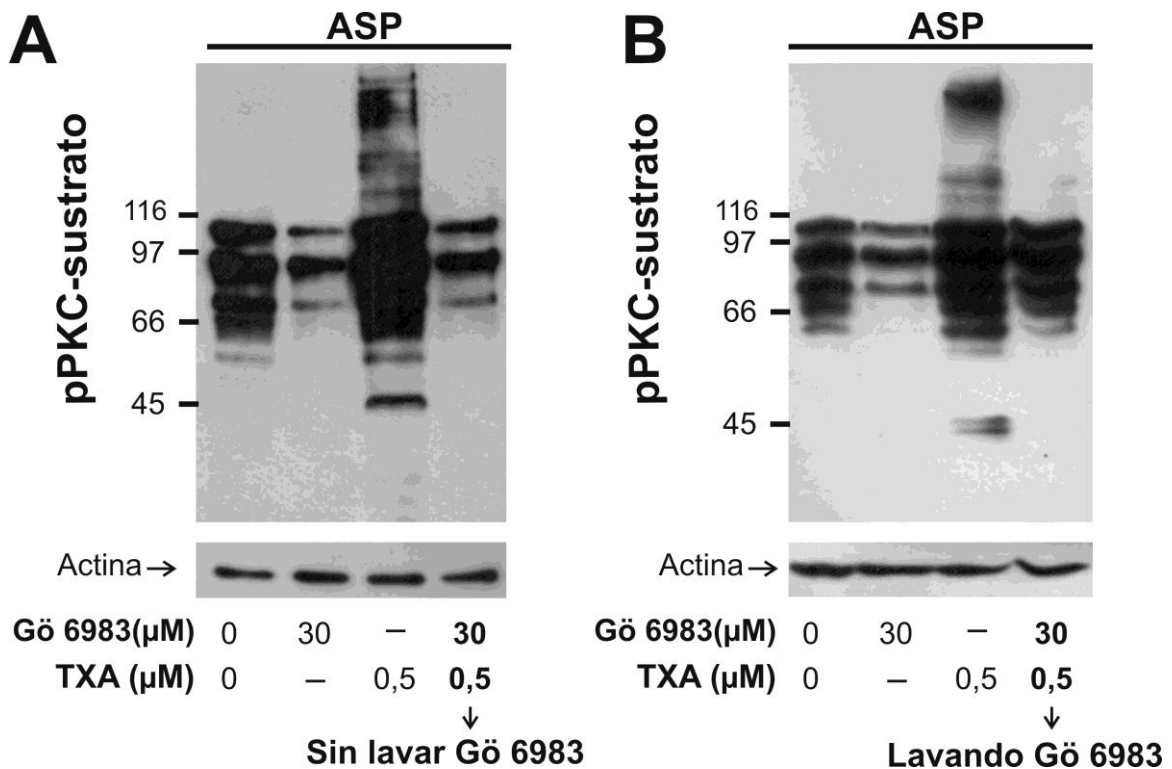 A
ASP
pPKC-sustrato
116
97
66
45
Actina→
Gö 6983(µM) 0 30 – 30
TXA (µM) 0 – 0,5 0,5
Sin lavar Gö 6983
B
ASP
pPKC-sustrato
116
97
66
45
Actina→
Gö 6983(µM) 0 30 – 30
TXA (µM) 0 – 0,5 0,5
Lavando Gö 6983